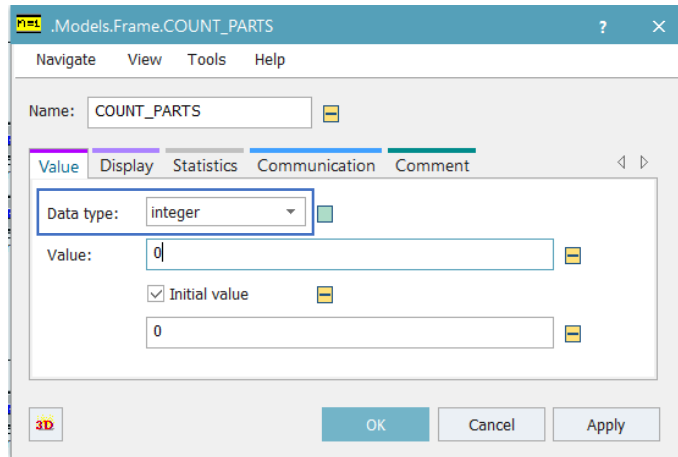 n=1 .Models.Frame.COUNT_PARTS ?
Navigate View Tools Help
Name: COUNT_PARTS
Value Display Statistics Communication Comment
Data type: integer
Value: 0
Initial value
0
3D OK Cancel Apply